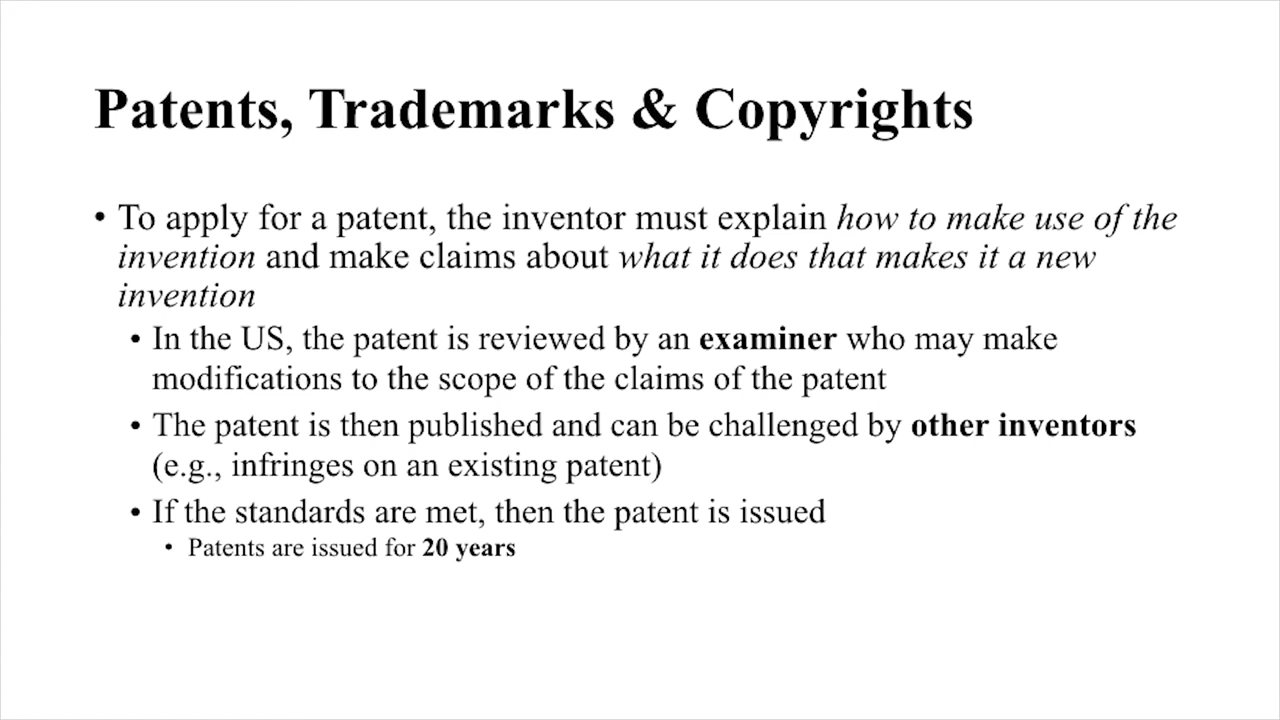 Patents, Trademarks & Copyrights
• To apply for a patent, the inventor must explain how to make use of the
invention and make claims about what it does that makes it a new
invention
• In the US, the patent is reviewed by an examiner who may make
modifications to the scope of the claims of the patent
• The patent is then published and can be challenged by other inventors
(e.g., infringes on an existing patent)
• If the standards are met, then the patent is issued
• Patents are issued for 20 years